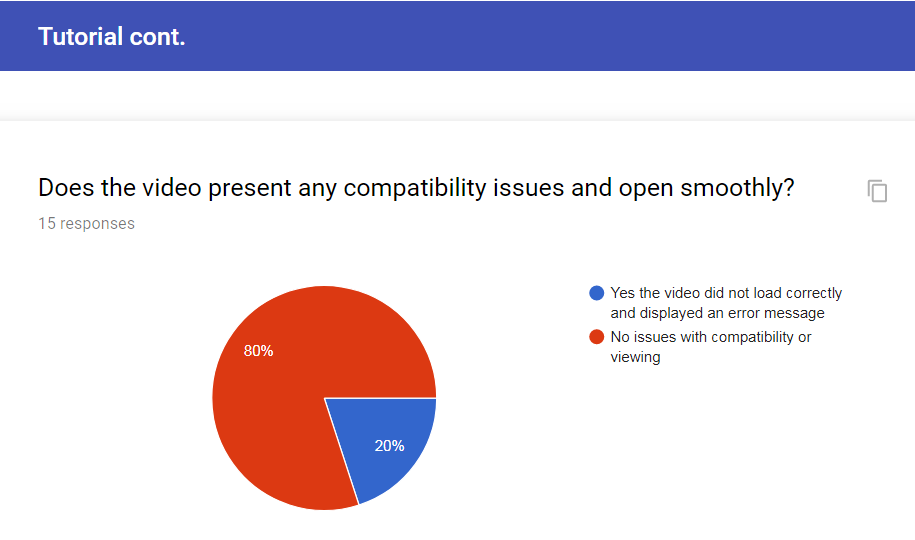 Tutorial cont.
Does the video present any compatibility issues and open smoothly?
15 responses
80%
20%
Yes the video did not load correctly
and displayed an error message
No issues with compatibility or
viewing